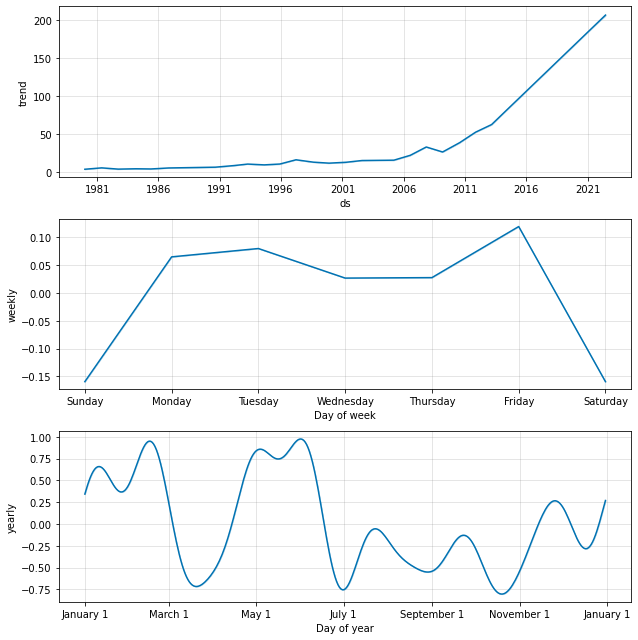 200
150
100
50
0
trend
1981 1986 1991 1996 2001 2006 2011 2016 2021
ds
0.10
0.05
0.00
−0.05
−0.10
−0.15
weekly
Sunday Monday Tuesday Wednesday Thursday Friday Saturday
Day of week
1.00
0.75
0.50
0.25
0.00
−0.25
−0.50
−0.75
yearly
January 1 March 1 May 1 July 1 September 1 November 1 January 1
Day of year